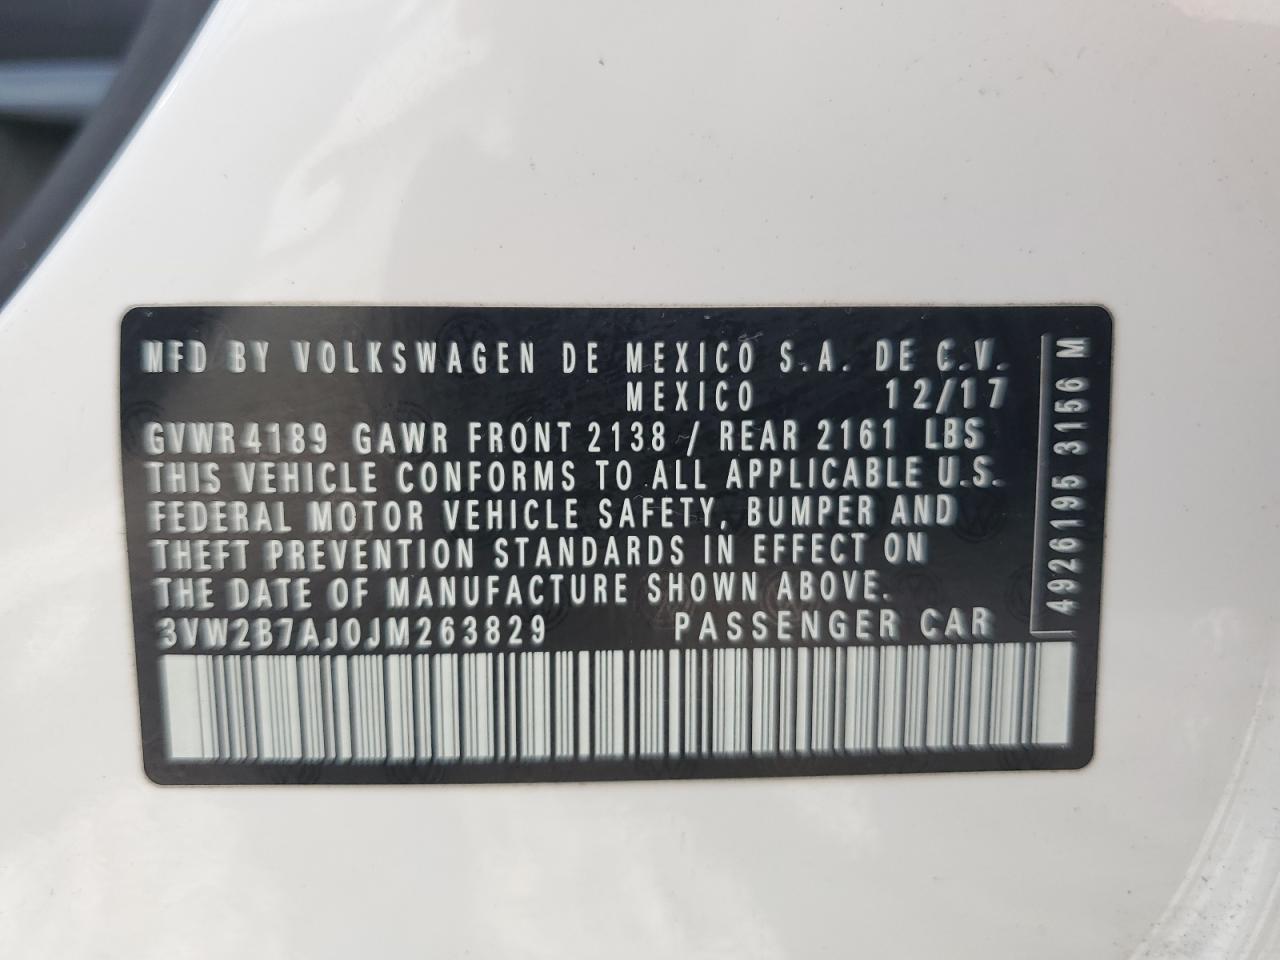 MFD BY VOLKSWAGEN DE MEXICO S.A. DE C.V.
MEXICO 12/17
GVWR 4189 GAWR FRONT 2138 / REAR 2161 LBS
THIS VEHICLE CONFORMS TO ALL APPLICABLE U.S.
FEDERAL MOTOR VEHICLE SAFETY, BUMPER AND
THEFT PREVENTION STANDARDS IN EFFECT ON
THE DATE OF MANUFACTURE SHOWN ABOVE.
3VW2B7AJ0JM263829 PASSENGER CAR
4926195 3156 M